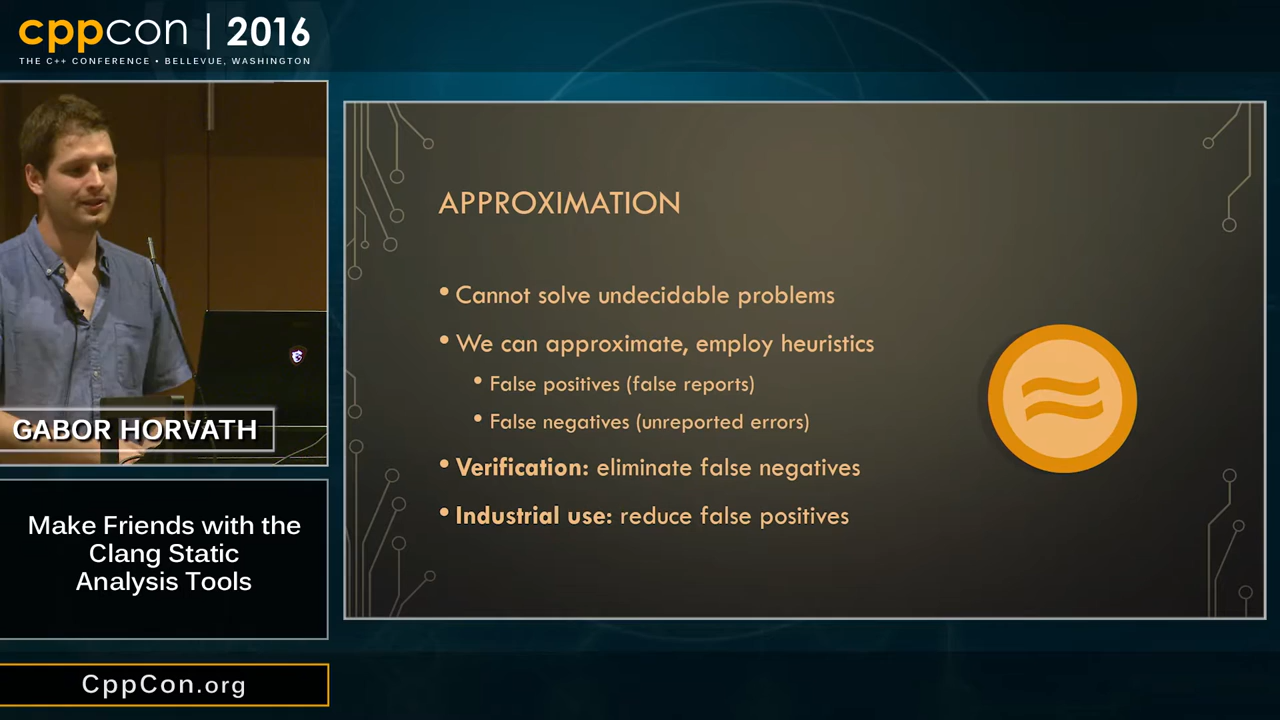 cppcon | 2016
THE C++ CONFERENCE • BELLEVUE, WASHINGTON
GABOR HORVATH
Make Friends with the
Clang Static
Analysis Tools
CppCon.org
APPROXIMATION
• Cannot solve undecidable problems
• We can approximate, employ heuristics
• False positives (false reports)
• False negatives (unreported errors)
• Verification: eliminate false negatives
• Industrial use: reduce false positives